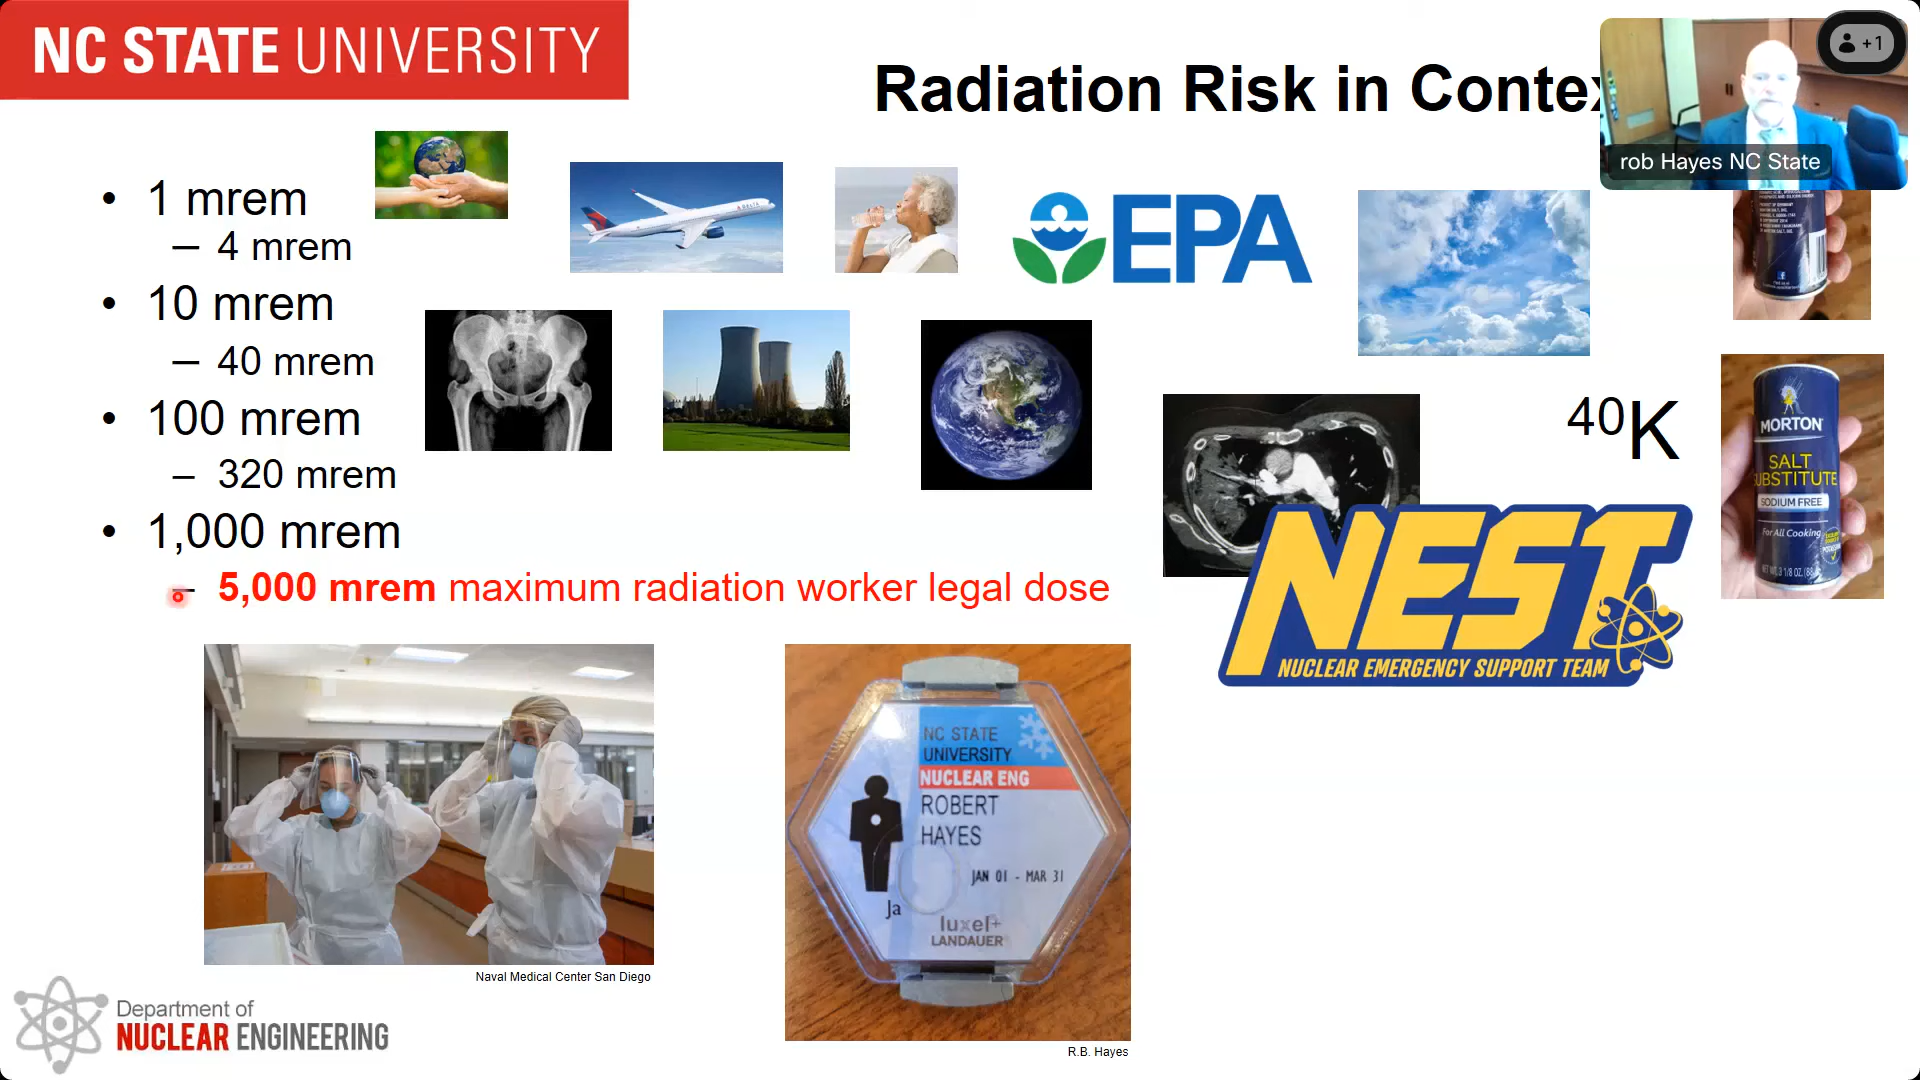 NC STATE UNIVERSITY
Radiation Risk in Contex
+1
rob Hayes NC State
• 1 mrem
– 4 mrem
• 10 mrem
– 40 mrem
• 100 mrem
– 320 mrem
• 1,000 mrem
– 5,000 mrem maximum radiation worker legal dose
DELTA
EPA
40K
MORTON
SALT
SUBSTITUTE
SODIUM FREE
For All Cooking
NEST
NUCLEAR EMERGENCY SUPPORT TEAM
NC STATE
UNIVERSITY
NUCLEAR ENG
ROBERT
HAYES
JAN 01 - MAR 31
Ja
luxel+
LANDAUER
Naval Medical Center San Diego
R.B. Hayes
Department of
NUCLEAR ENGINEERING